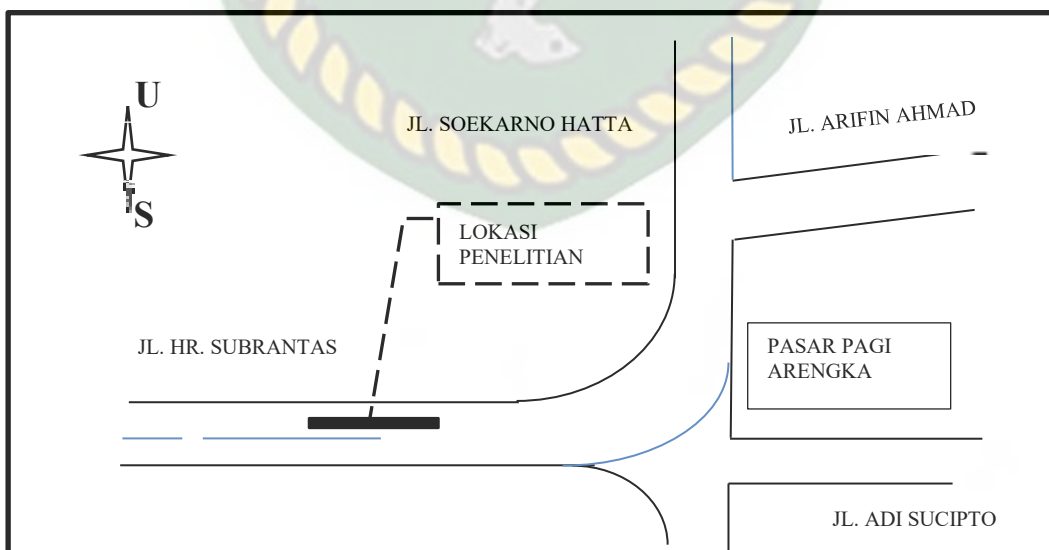 U
S
JL. SOEKARNO HATTA
JL. ARIFIN AHMAD
LOKASI
PENELITIAN
JL. HR. SUBRANTAS
PASAR PAGI
ARENGKA
JL. ADI SUCIPTO